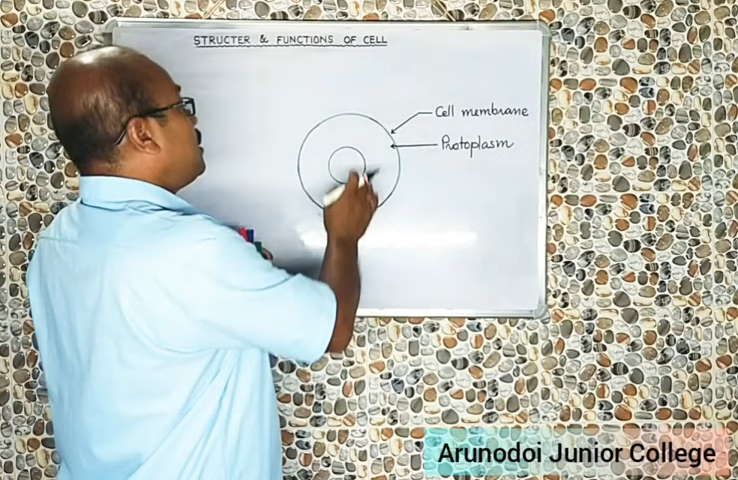 STRUCTER & FUNCTIONS OF CELL
Cell membrane
Protoplasm
Arunodoi Junior College